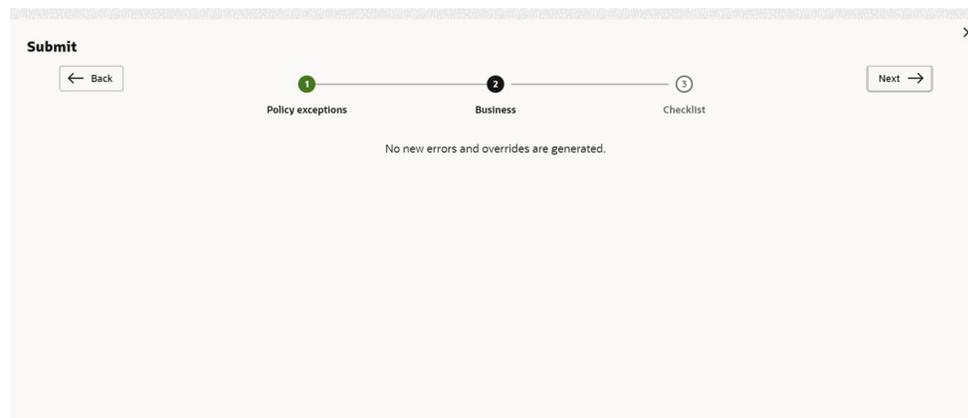 Submit
Back
Next
1
2
3
Policy exceptions
Business
Checklist
No new errors and overrides are generated.